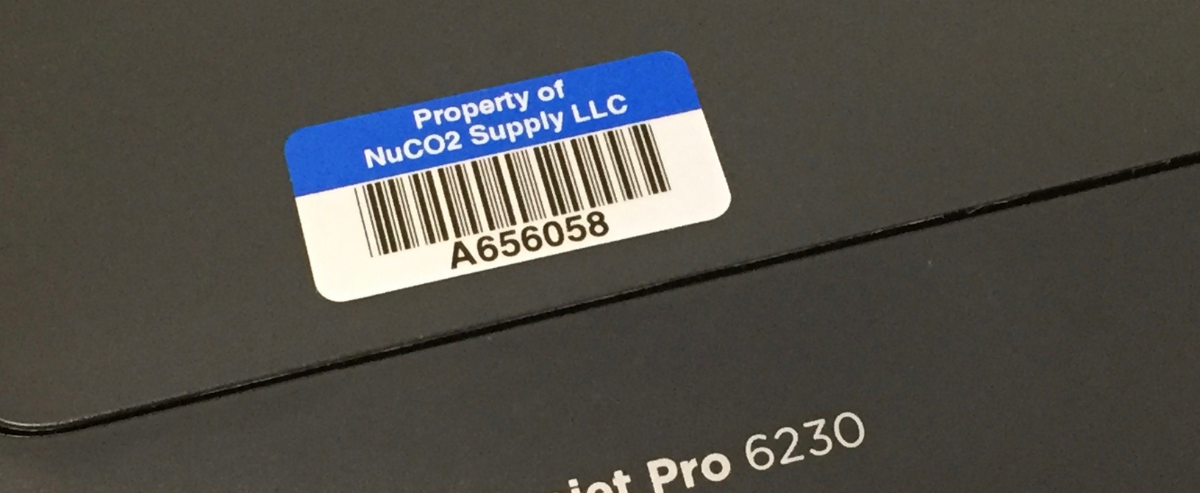 Property of
NuCO2 Supply LLC
A656058
Pro 6230